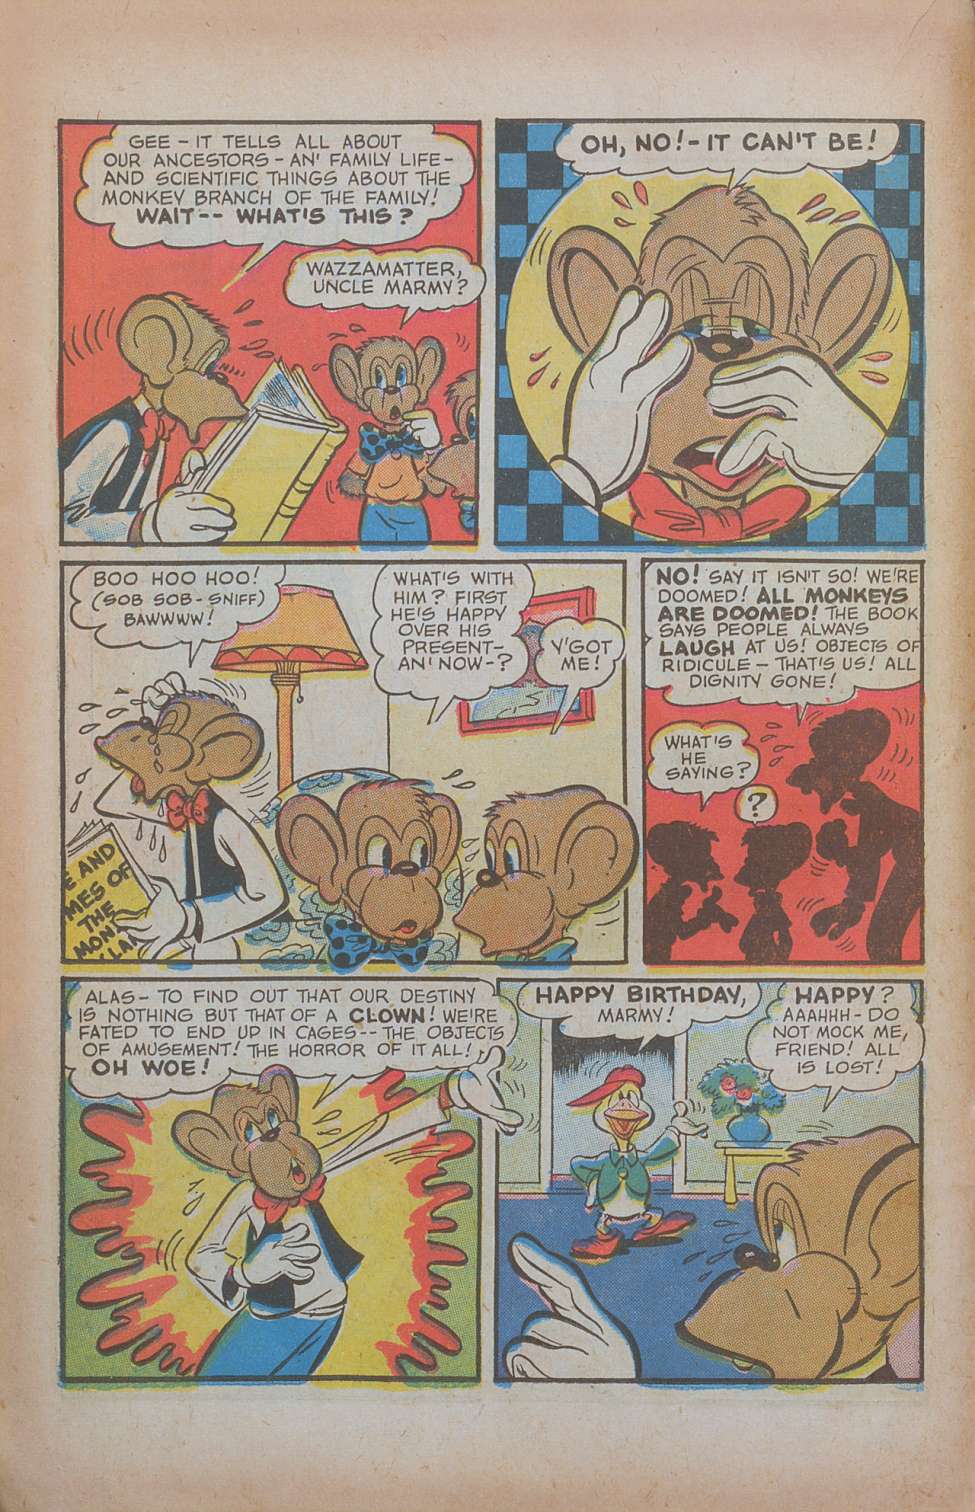 GEE - IT TELLS ALL ABOUT
OUR ANCESTORS - AN' FAMILY LIFE -
AND SCIENTIFIC THINGS ABOUT THE
MONKEY BRANCH OF THE FAMILY!
WAIT -- WHAT'S THIS?
WAZZAMATTER,
UNCLE MARMY?
OH, NO! - IT CAN'T BE!
BOO HOO HOO!
(SOB SOB - SNIFF)
BAWWWW!
WHAT'S WITH
HIM? FIRST
HE'S HAPPY
OVER HIS
PRESENT-
AN' NOW -?
Y'GOT
ME!
E AND
MES OF
THE
MON
LLA
NO! SAY IT ISN'T SO! WE'RE
DOOMED! ALL MONKEYS
ARE DOOMED! THE BOOK
SAYS PEOPLE ALWAYS
LAUGH AT US! OBJECTS OF
RIDICULE - THAT'S US! ALL
DIGNITY GONE!
WHAT'S
HE
SAYING?
?
ALAS - TO FIND OUT THAT OUR DESTINY
IS NOTHING BUT THAT OF A CLOWN! WE'RE
FATED TO END UP IN CAGES -- THE OBJECTS
OF AMUSEMENT! THE HORROR OF IT ALL!
OH WOE!
HAPPY BIRTHDAY,
MARMY!
HAPPY?
AAAHHH - DO
NOT MOCK ME,
FRIEND! ALL
IS LOST!